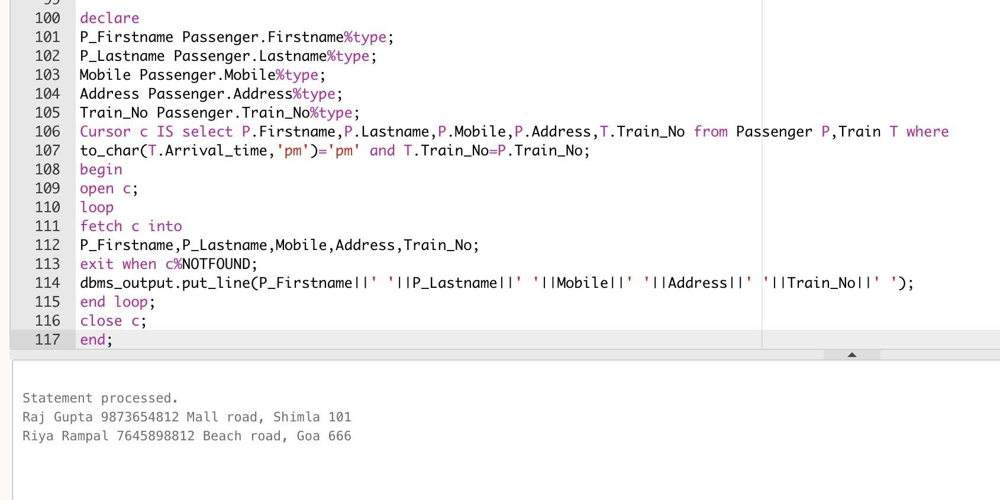 99
100 declare
101 P_Firstname Passenger.Firstname%type;
102 P_Lastname Passenger.Lastname%type;
103 Mobile Passenger.Mobile%type;
104 Address Passenger.Address%type;
105 Train_No Passenger.Train_No%type;
106 Cursor c IS select P.Firstname,P.Lastname,P.Mobile,P.Address,T.Train_No from Passenger P,Train T where
107 to_char(T.Arrival_time,'pm')='pm' and T.Train_No=P.Train_No;
108 begin
109 open c;
110 loop
111 fetch c into
112 P_Firstname,P_Lastname,Mobile,Address,Train_No;
113 exit when c%NOTFOUND;
114 dbms_output.put_line(P_Firstname||' '||P_Lastname||' '||Mobile||' '||Address||' '||Train_No||' ');
115 end loop;
116 close c;
117 end;
Statement processed.
Raj Gupta 9873654812 Mall road, Shimla 101
Riya Rampal 7645898812 Beach road, Goa 666